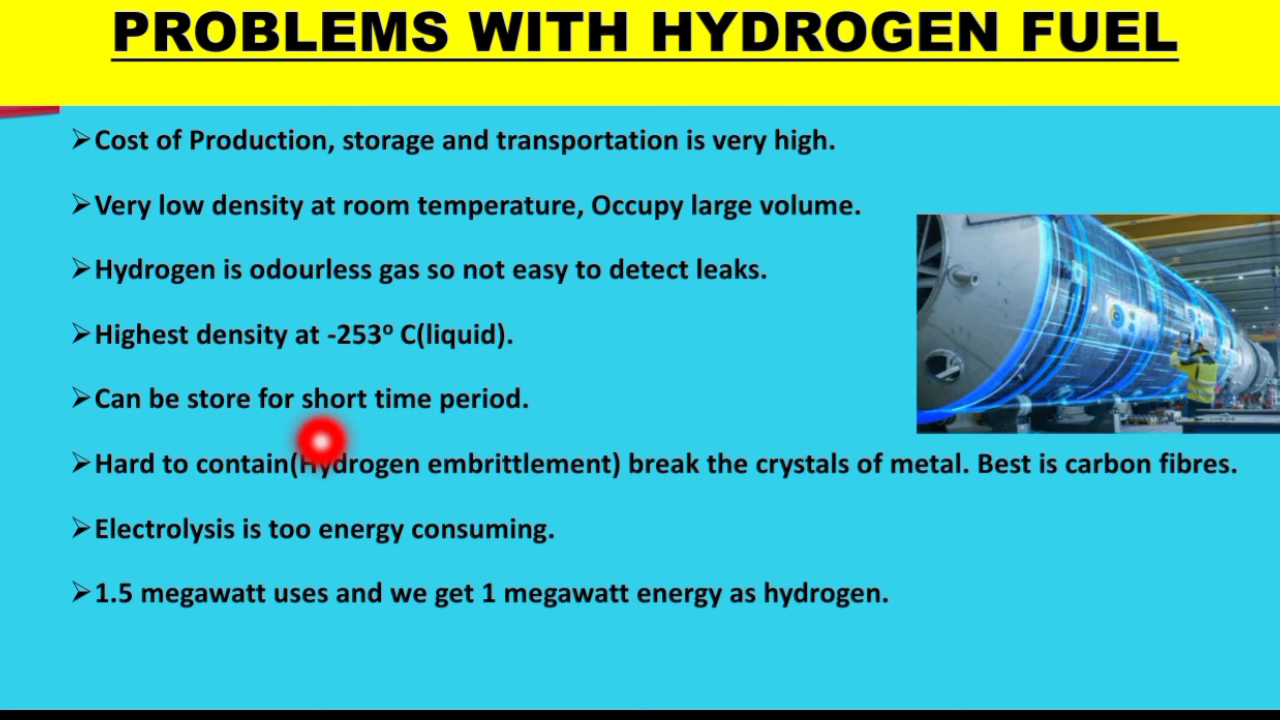 PROBLEMS WITH HYDROGEN FUEL
➢Cost of Production, storage and transportation is very high.
➢Very low density at room temperature, Occupy large volume.
➢Hydrogen is odourless gas so not easy to detect leaks.
➢Highest density at -253º C(liquid).
➢Can be store for short time period.
➢Hard to contain(Hydrogen embrittlement) break the crystals of metal. Best is carbon fibres.
➢Electrolysis is too energy consuming.
➢1.5 megawatt uses and we get 1 megawatt energy as hydrogen.